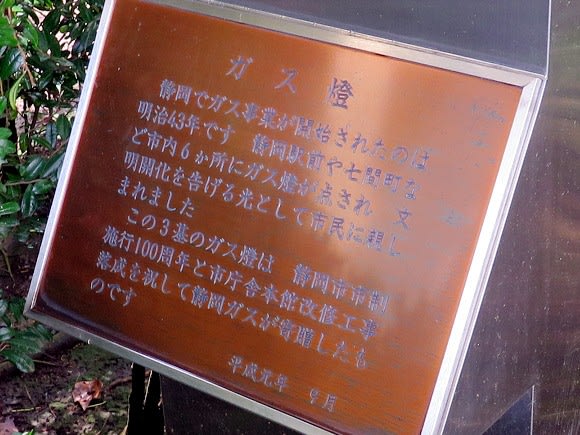 ガス燈
静岡でガス事業が開始されたのは
明治43年です 静岡駅前や七間町な
ど市内6か所にガス燈が点され 文
明開化を告げる光として市民に親し
まれました
この3基のガス燈は 静岡市市制
施行100周年と市庁舎本館改修工事
落成を祝して静岡ガスが寄贈したも
のです
平成元年 9月